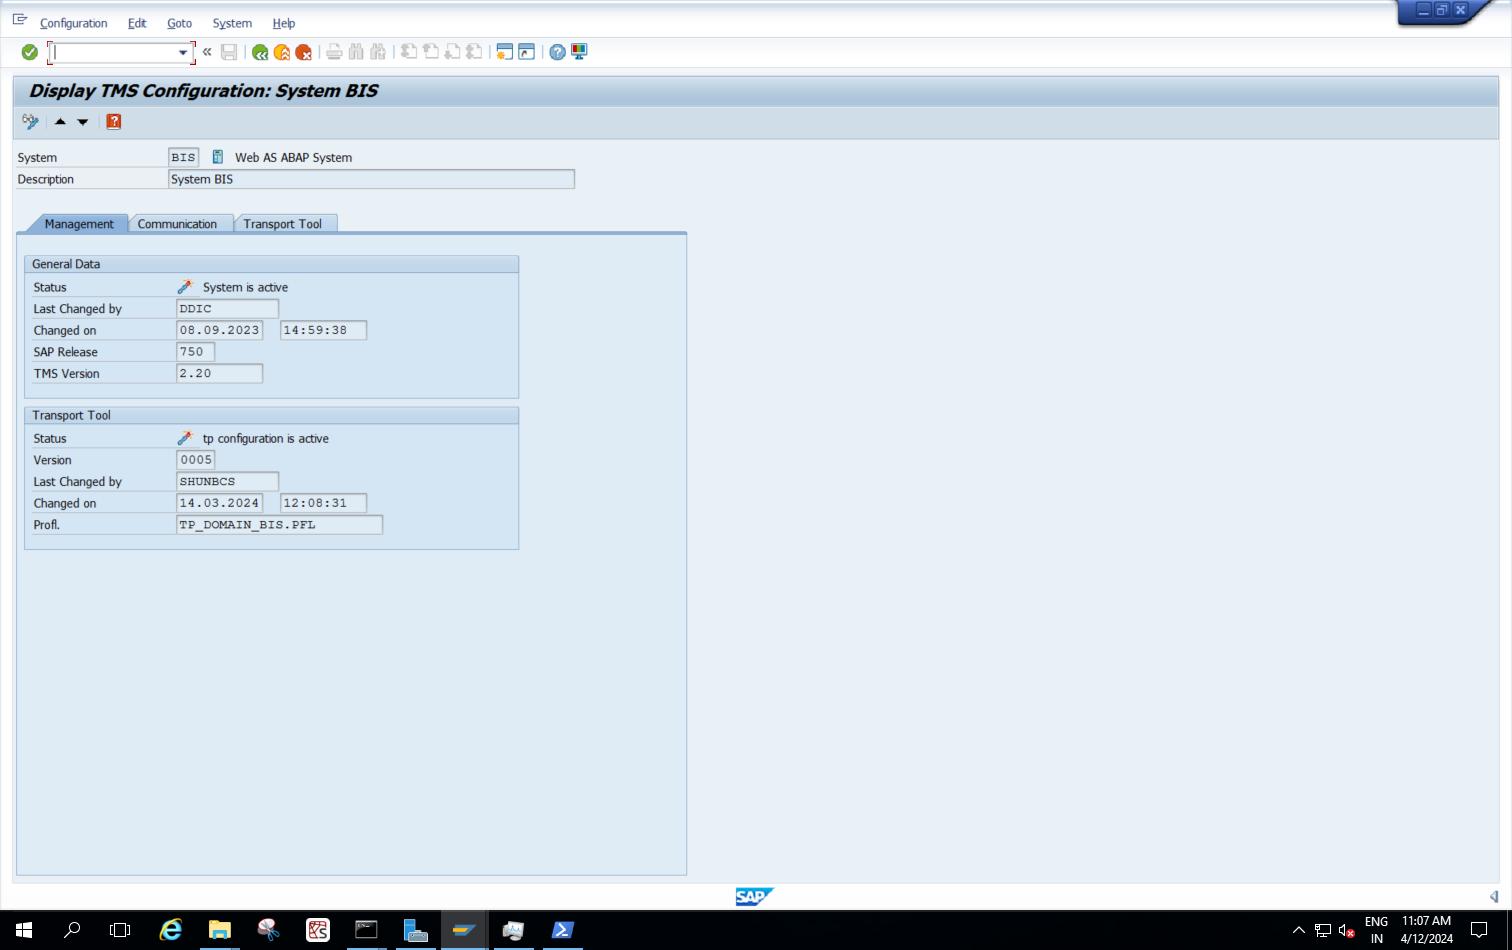 Configuration Edit Goto System Help
Display TMS Configuration: System BIS
System BIS Web AS ABAP System
Description System BIS
Management Communication Transport Tool
General Data
Status System is active
Last Changed by DDIC
Changed on 08.09.2023 14:59:38
SAP Release 750
TMS Version 2.20
Transport Tool
Status tp configuration is active
Version 0005
Last Changed by SHUNBCS
Changed on 14.03.2024 12:08:31
Profl. TP_DOMAIN_BIS.PFL
SAP
ENG 11:07 AM
IN 4/12/2024